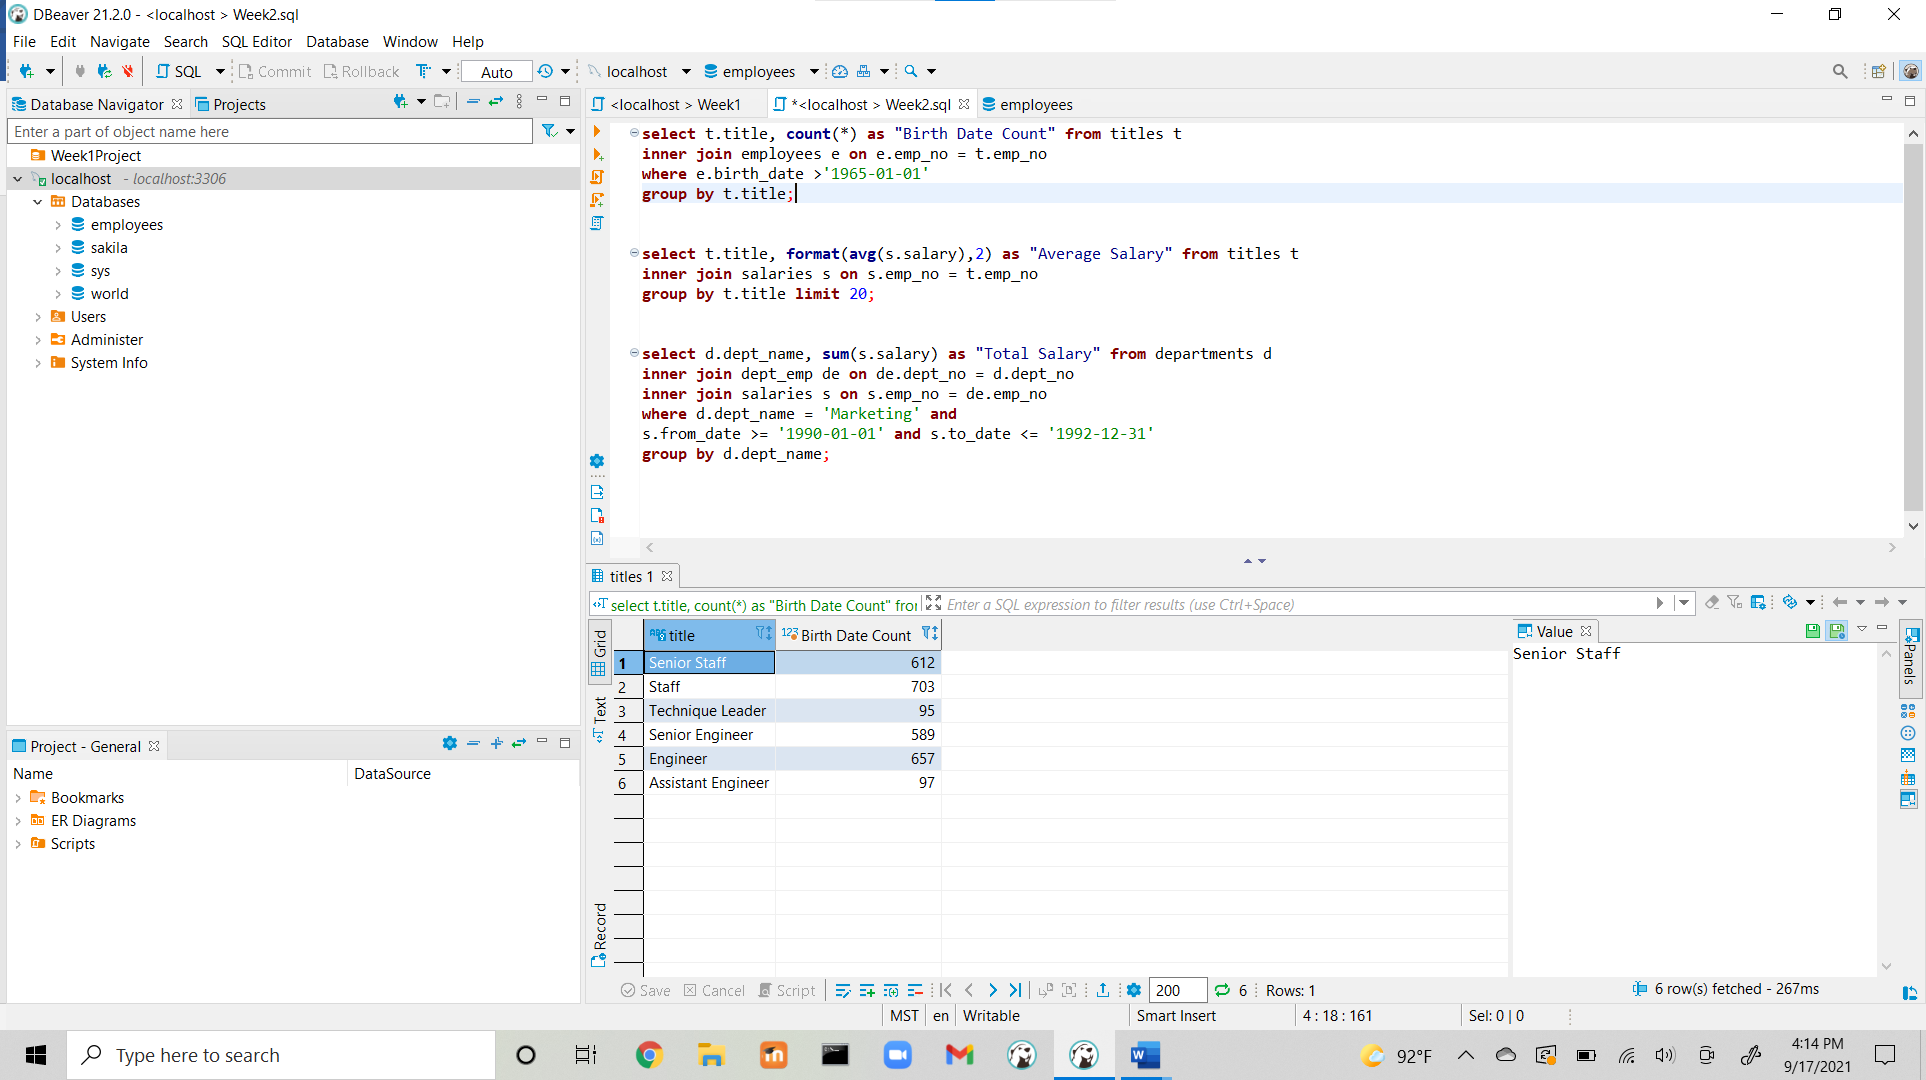 DBeaver 21.2.0 - <localhost > Week2.sql
File Edit Navigate Search SQL Editor Database Window Help
SQL Commit Rollback Auto localhost employees
Database Navigator Projects
<localhost > Week1 *<localhost > Week2.sql employees
Enter a part of object name here
Week1Project
localhost - localhost:3306
Databases
employees
sakila
sys
world
Users
Administer
System Info
select t.title, count(*) as "Birth Date Count" from titles t
inner join employees e on e.emp_no = t.emp_no
where e.birth_date >'1965-01-01'
group by t.title;
select t.title, format(avg(s.salary),2) as "Average Salary" from titles t
inner join salaries s on s.emp_no = t.emp_no
group by t.title limit 20;
select d.dept_name, sum(s.salary) as "Total Salary" from departments d
inner join dept_emp de on de.dept_no = d.dept_no
inner join salaries s on s.emp_no = de.emp_no
where d.dept_name = 'Marketing' and
s.from_date >= '1990-01-01' and s.to_date <= '1992-12-31'
group by d.dept_name;
Project - General
Name DataSource
Bookmarks
ER Diagrams
Scripts
titles 1
select t.title, count(*) as "Birth Date Count" from Enter a SQL expression to filter results (use Ctrl+Space)
Grid
Text
Record
title Birth Date Count
1 Senior Staff 612
2 Staff 703
3 Technique Leader 95
4 Senior Engineer 589
5 Engineer 657
6 Assistant Engineer 97
Value
Senior Staff
Panels
Save Cancel Script 200 6 Rows: 1 6 row(s) fetched - 267ms
MST en Writable Smart Insert 4 : 18 : 161 Sel: 0 | 0
Type here to search
92°F
4:14 PM
9/17/2021